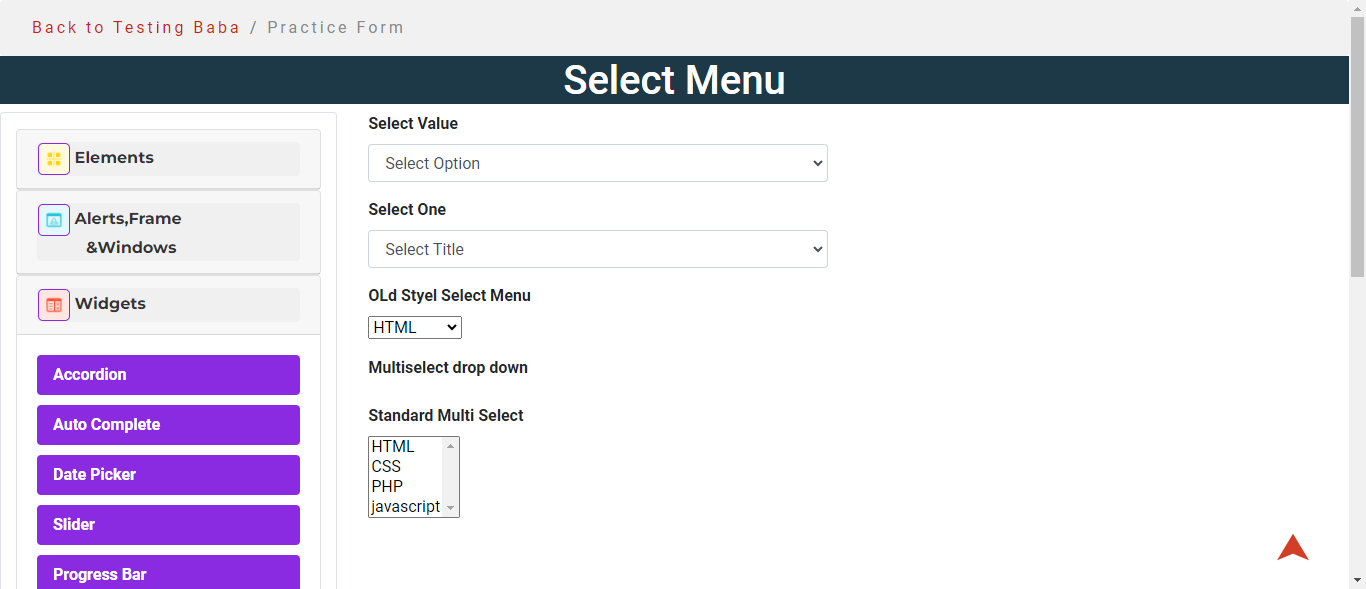 Back to Testing Baba / Practice Form
Select Menu
Elements
Alerts,Frame
&Windows
Widgets
Accordion
Auto Complete
Date Picker
Slider
Progress Bar
Select Value
Select Option
Select One
Select Title
OLd Styel Select Menu
HTML
Multiselect drop down
Standard Multi Select
HTML
CSS
PHP
javascript